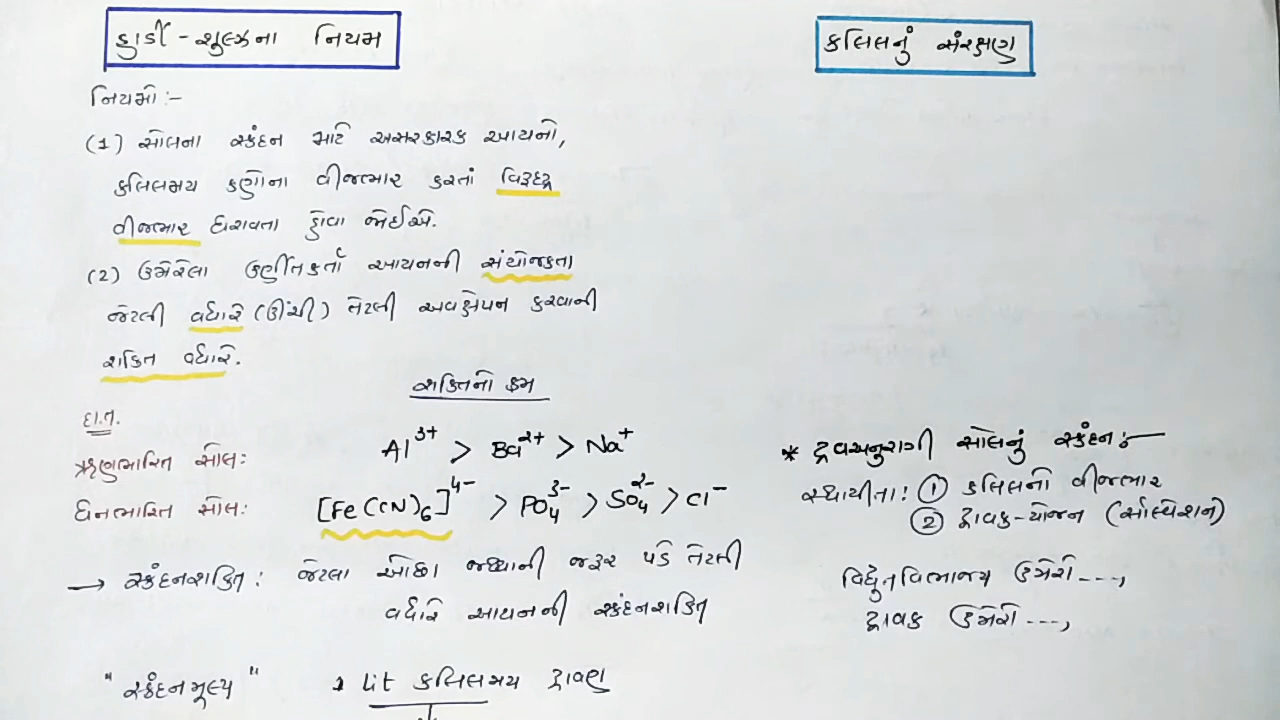 હાર્ડી - શુલ્ઝના નિયમ
નિયમો :-
(1) સોલના સ્કંદન માટે અસરકારક આયનો,
કલિલમય કણોના વીજભાર કરતાં વિરૂદ્ધ
વીજભાર ધરાવતા હોવા જોઈએ.
(2) ઉમેરેલા ઉર્ણીતકર્તા આયનની સંયોજકતા
જેટલી વધારે (ઊંચી) તેટલી અવક્ષેપન કરવાની
શક્તિ વધારે.
શક્તિનો ક્રમ
દા.ત.
ઋણભારિત સોલ: Al³⁺ > Ba²⁺ > Na⁺
ધનભારિત સોલ: [Fe(CN)₆]⁴⁻ > PO₄³⁻ > SO₄²⁻ > Cl⁻
→ સ્કંદનશક્તિ : જેટલા ઓછા જથ્થાની જરૂર પડે તેટલી
વધારે આયનની સ્કંદનશક્તિ
" સ્કંદનમૂલ્ય " 1 lit કલિલમય દ્રાવણ
કલિલનું સંરક્ષણ
* દ્રવઅનુરાગી સોલનું સ્કંદન :-
સ્થાયીતા : ① કલિલનો વીજભાર
② દ્રાવક-યોજન (સોલ્વેશન)
વિદ્યુતવિભાજ્ય ઉમેરો ---,
દ્રાવક ઉમેરો ---,